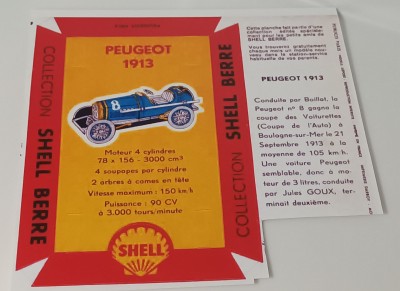 COLLECTION SHELL BERRE
PEUGEOT
1913
8
Moteur 4 cylindres
78 x 156 - 3000 cm³
4 soupapes par cylindre
2 arbres à cames en tête
Vitesse maximum : 150 km/h
Puissance : 90 CV
à 3.000 tours/minute
SHELL
COLLECTION SHELL BERRE
Cette planche fait partie d'une
collection éditée spéciale-
ment pour les petits amis de
SHELL BERRE.
Vous trouverez gratuitement
chaque mois un nouveau mo-
dèle dans la station-service
habituelle de vos parents.
PEUGEOT 1913
Conduite par Boillot, la
Peugeot n° 8 gagna la
coupe des Voiturettes
(Coupe de l'Auto) à
Boulogne-sur-Mer le 21
Septembre 1913 à la
moyenne de 105 km/h.
Une voiture Peugeot
semblable, donc à mo-
teur de 3 litres, conduite
par Jules GOUX, ter-
minait deuxième.